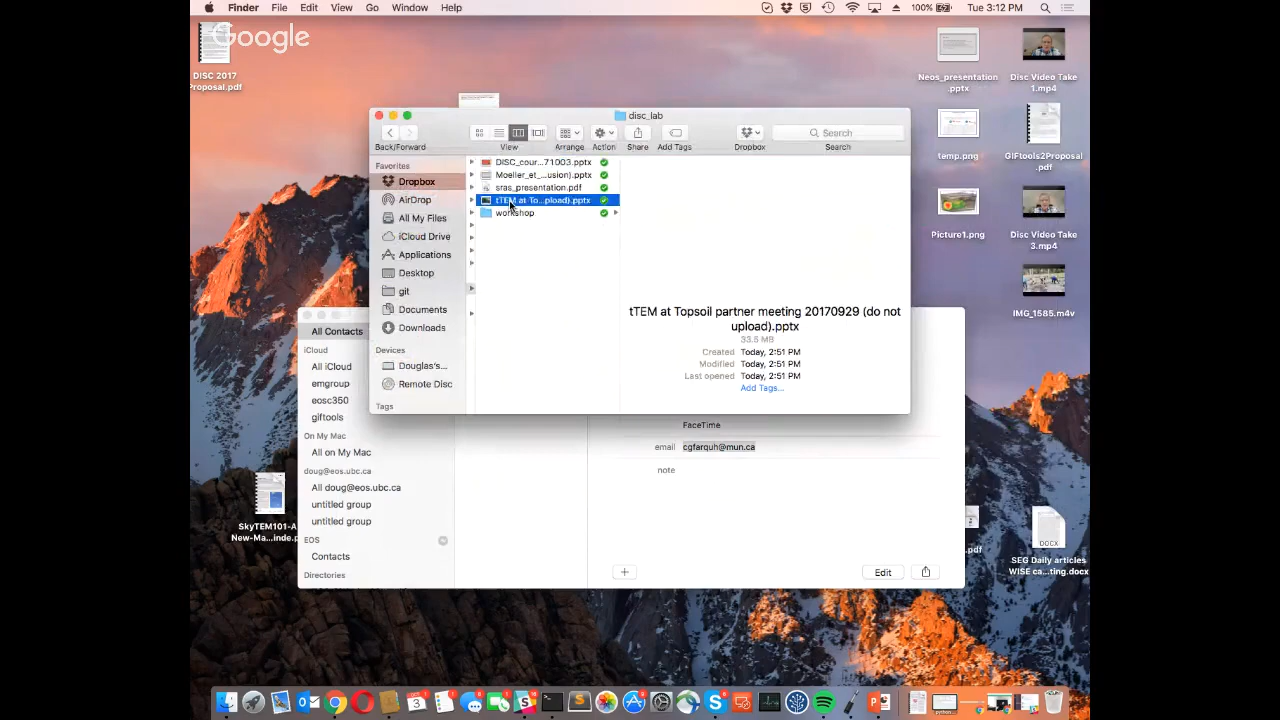 Finder File Edit View Go Window Help
100% Tue 3:12 PM
Google
DISC 2017
Proposal.pdf
Neos_presentation
.pptx
Disc Video Take
1.mp4
temp.png
GIFtools2Proposal
.pdf
Picture1.png
Disc Video Take
3.mp4
IMG_1585.m4v
disc_lab
Search
Back/Forward View Arrange Action Share Add Tags Dropbox Search
Favorites
Dropbox
AirDrop
All My Files
iCloud Drive
Applications
Desktop
git
Documents
Downloads
Devices
Douglas's...
Remote Disc
Tags
DISC_cour...71003.pptx
Moeller_et_...usion).pptx
sras_presentation.pdf
tTEM at To...pload).pptx
workshop
tTEM at Topsoil partner meeting 20170929 (do not
upload).pptx
33.5 MB
Created Today, 2:51 PM
Modified Today, 2:51 PM
Last opened Today, 2:51 PM
Add Tags...
All Contacts
iCloud
All iCloud
emgroup
eosc350
giftools
On My Mac
All on My Mac
doug@eos.ubc.ca
All doug@eos.ubc.ca
untitled group
untitled group
EOS
Contacts
Directories
FaceTime
email cgfarquh@mun.ca
note
Edit
SkyTEM101-A
New-Ma...inde.p
.pdf
DOCX
SEG Daily articles
WISE ca...ting.docx